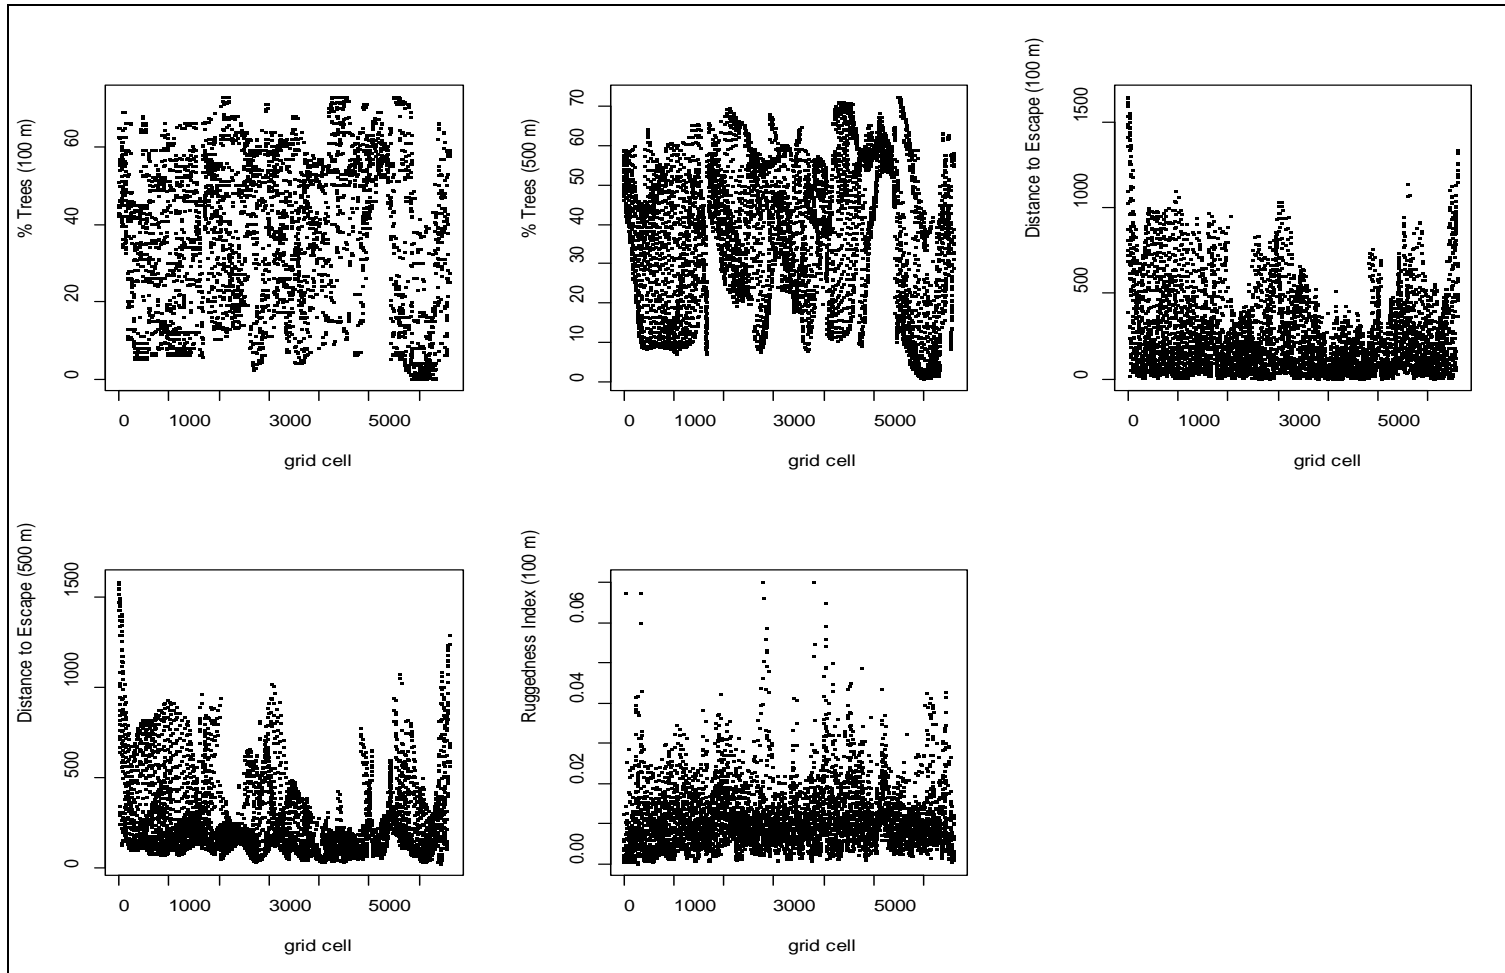 % Trees (100 m)
0 20 40 60
0 1000 3000 5000
grid cell
% Trees (500 m)
0 10 20 30 40 50 60 70
0 1000 3000 5000
grid cell
Distance to Escape (100 m)
0 500 1000 1500
0 1000 3000 5000
grid cell
Distance to Escape (500 m)
0 500 1000 1500
0 1000 3000 5000
grid cell
Ruggedness Index (100 m)
0.00 0.02 0.04 0.06
0 1000 3000 5000
grid cell